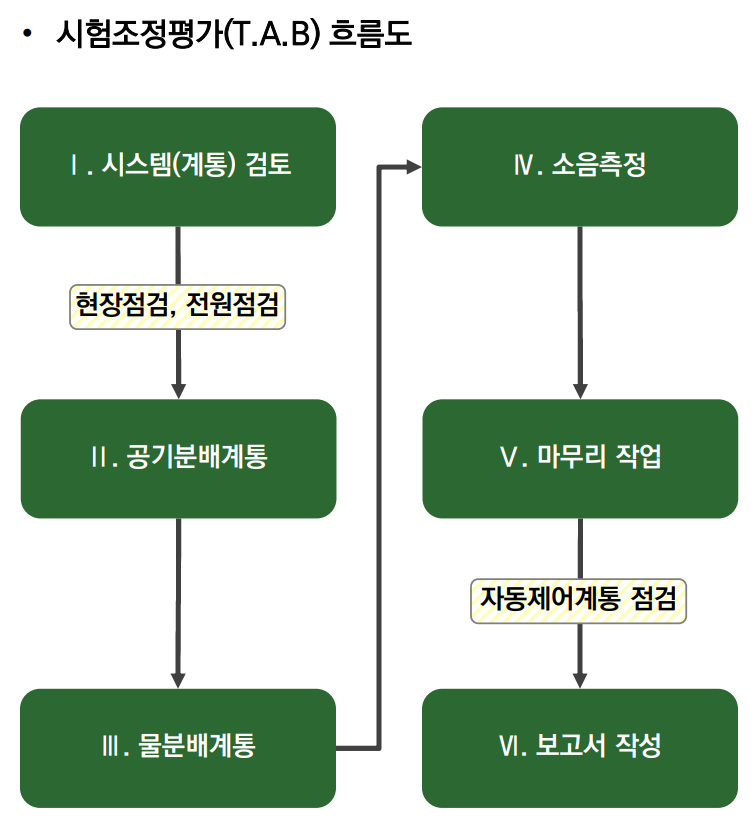 • 시험조정평가(T.A.B) 흐름도
Ⅰ. 시스템(계통) 검토
현장점검, 전원점검
Ⅱ. 공기분배계통
Ⅲ. 물분배계통
Ⅳ. 소음측정
Ⅴ. 마무리 작업
자동제어계통 점검
Ⅵ. 보고서 작성